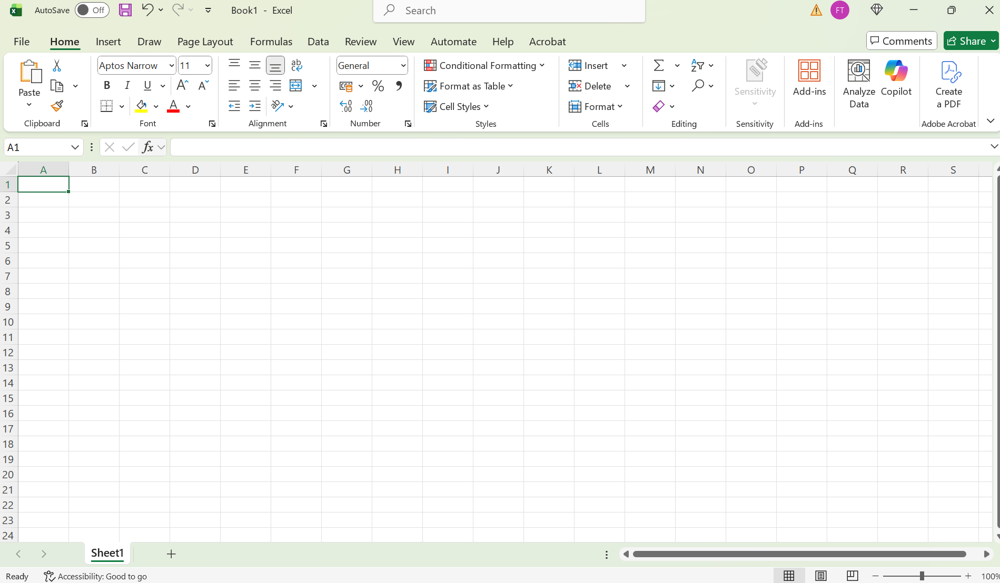 AutoSave Off Book1 - Excel Search FT
File Home Insert Draw Page Layout Formulas Data Review View Automate Help Acrobat Comments Share
Aptos Narrow 11 ab General Conditional Formatting Insert
Paste B I U A A % Format as Table Delete Sensitivity Add-ins Analyze Data Copilot Create a PDF
A Cell Styles Format
Clipboard Font Alignment Number Styles Cells Editing Sensitivity Add-ins Adobe Acrobat
A1 fx
A B C D E F G H I J K L M N O P Q R S
1
2
3
4
5
6
7
8
9
10
11
12
13
14
15
16
17
18
19
20
21
22
23
24
Sheet1
Ready Accessibility: Good to go 100%